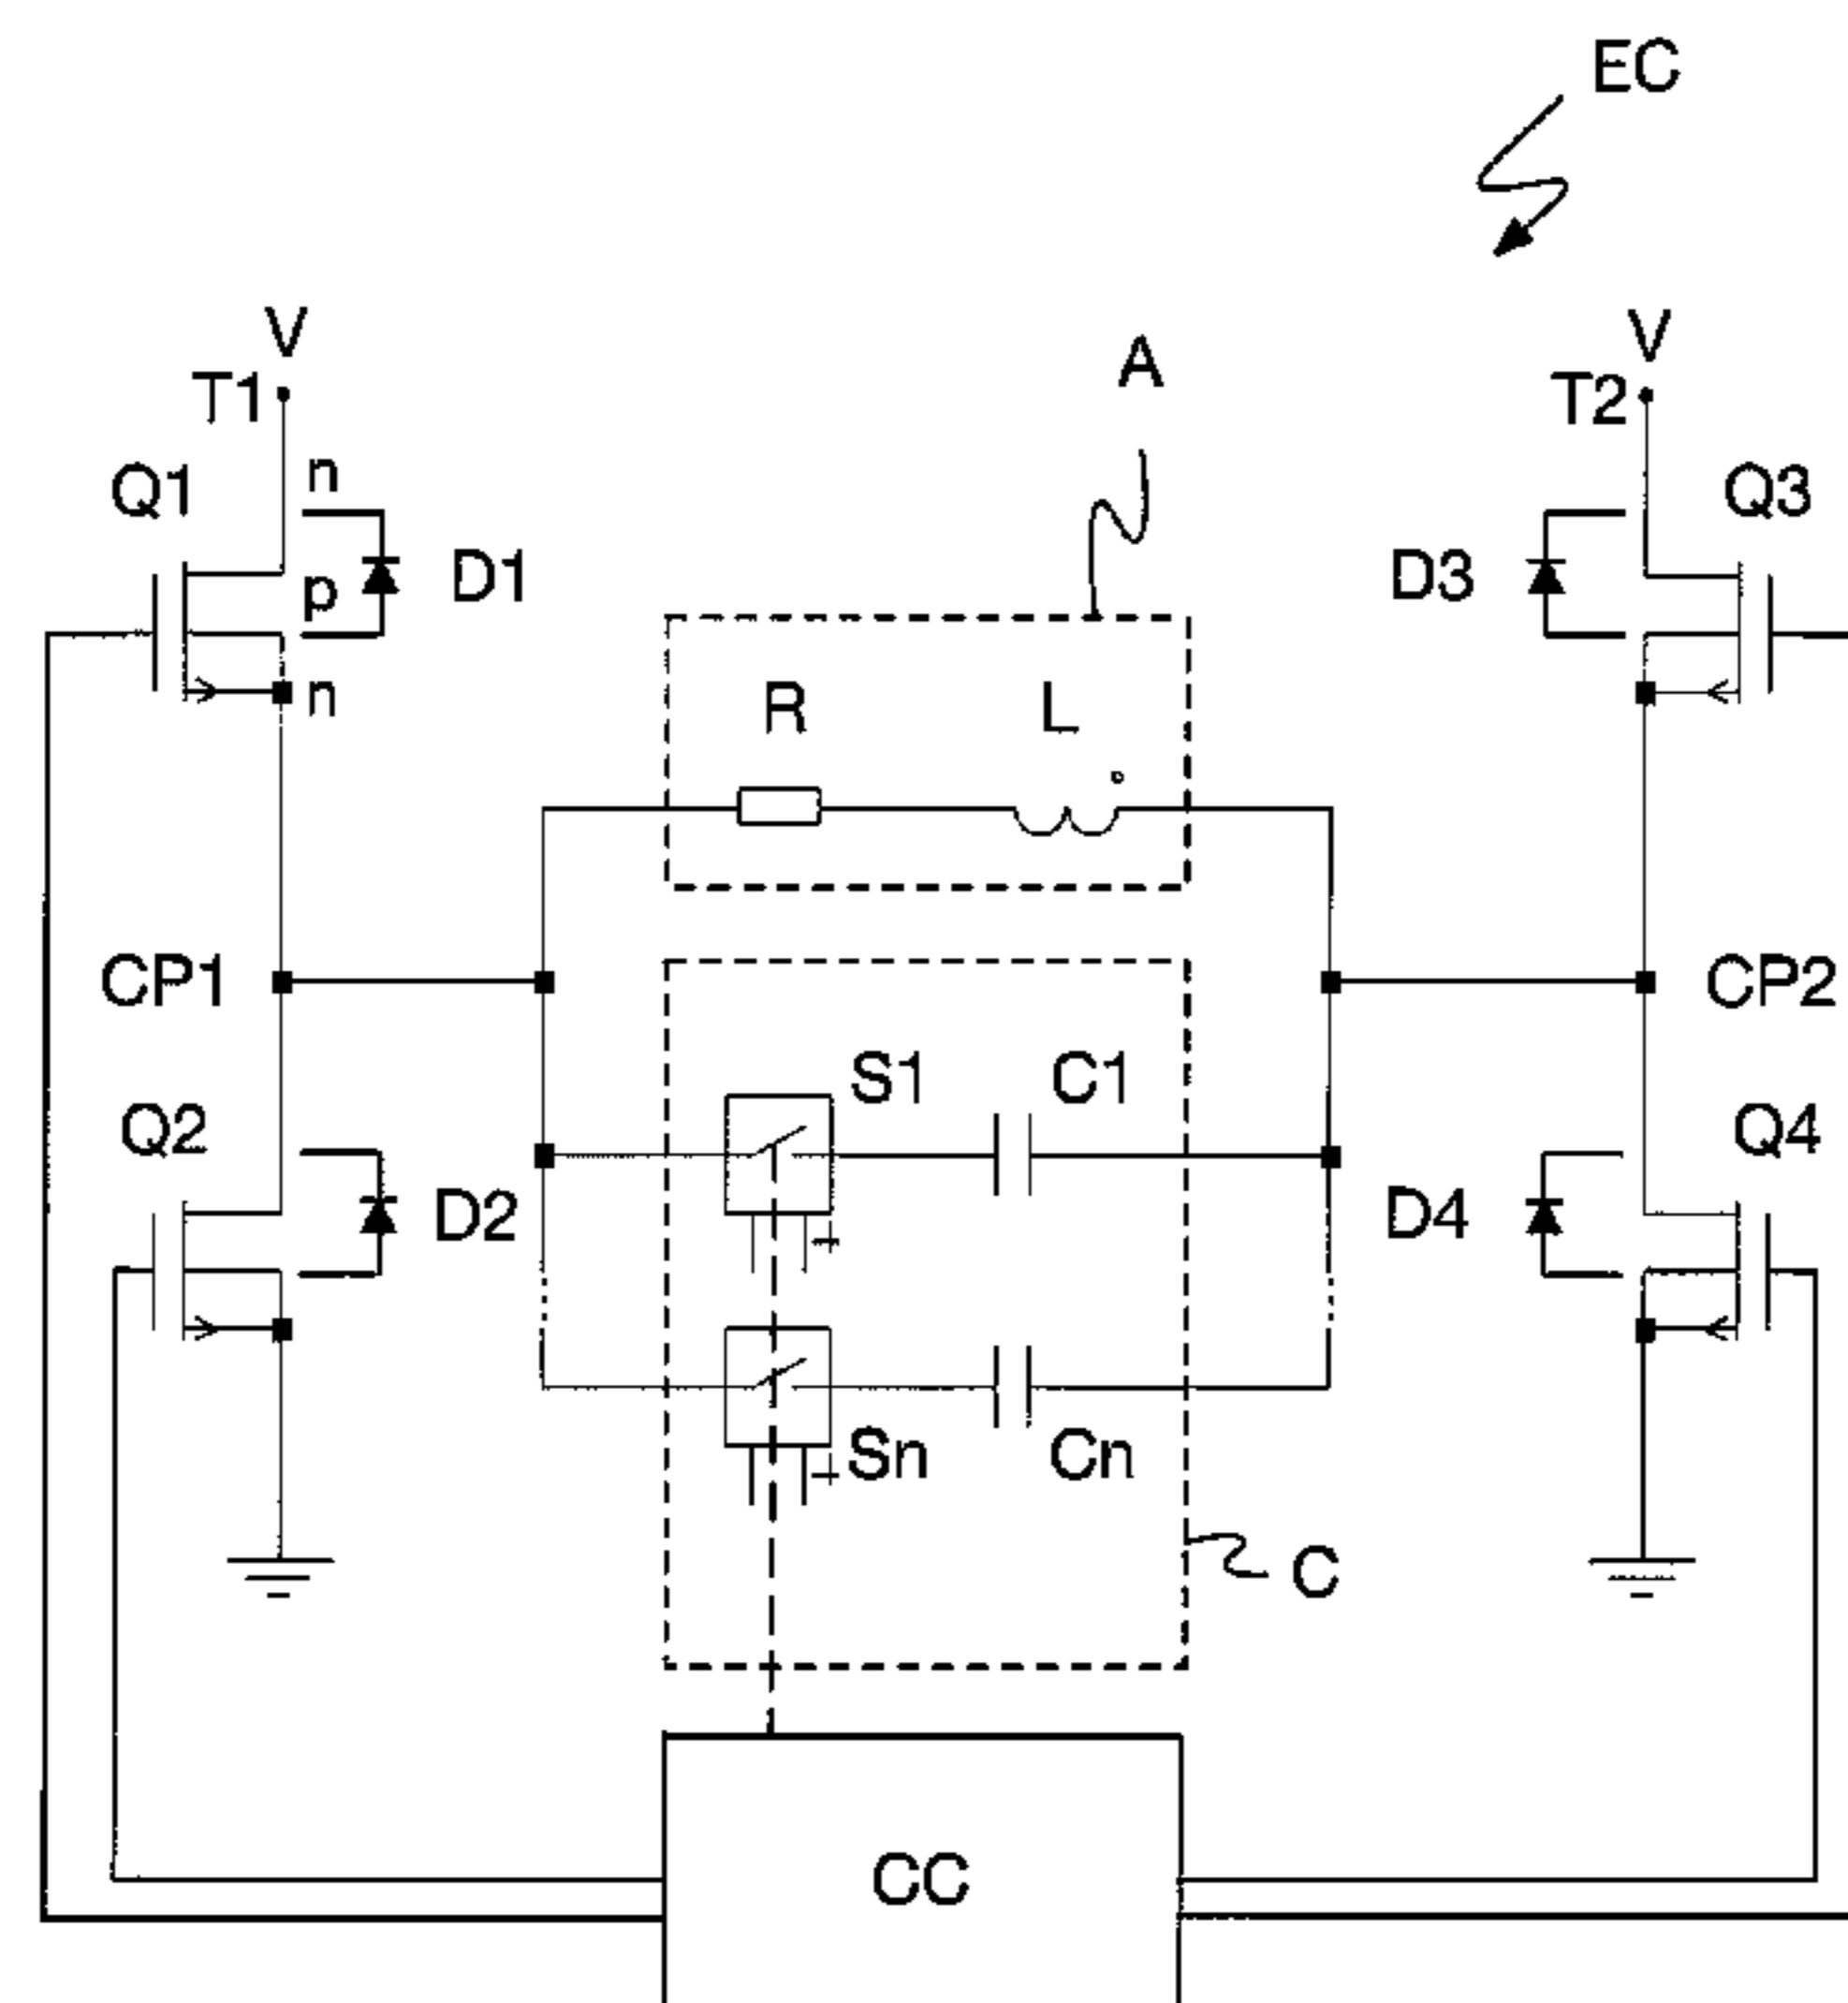 EC
V
V
A
T1
T2
n
Q1
Q3
D1
D3
p
n
R
L
CP1
CP2
S1
C1
Q2
Q4
D2
D4
+
Sn
Cn
+
C
CC